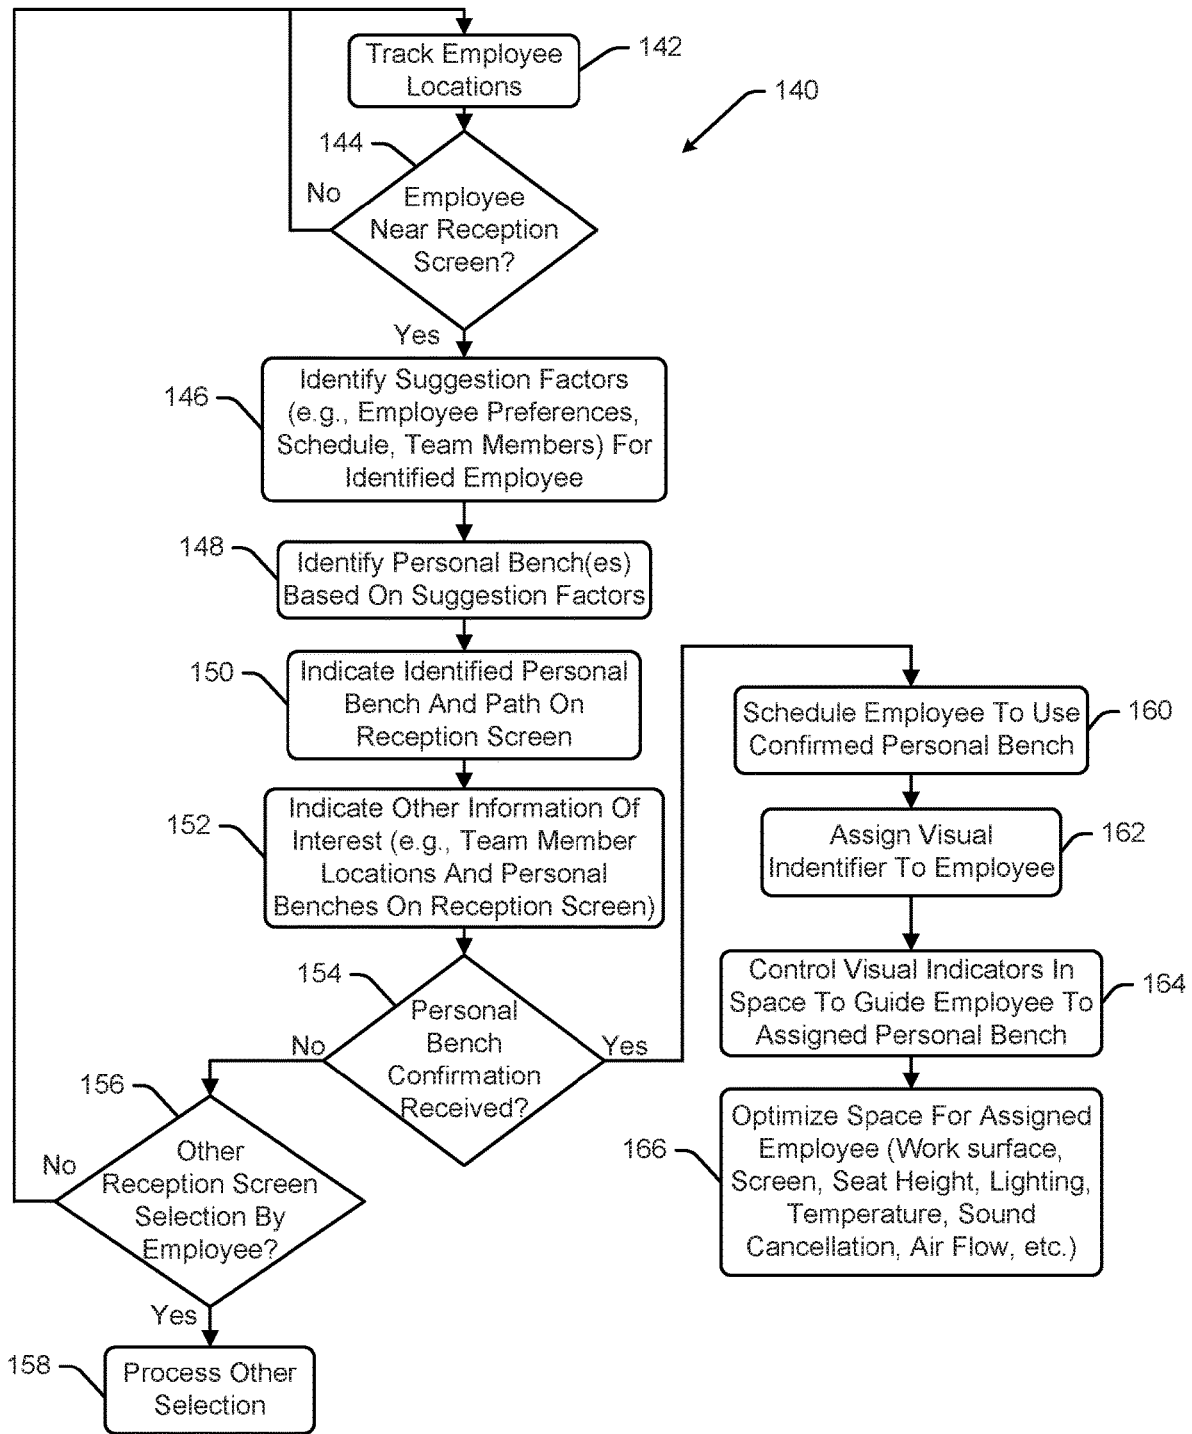 Track Employee
Locations
142
140
144
No
Employee
Near Reception
Screen?
Yes
146
Identify Suggestion Factors
(e.g., Employee Preferences,
Schedule, Team Members) For
Identified Employee
148
Identify Personal Bench(es)
Based On Suggestion Factors
150
Indicate Identified Personal
Bench And Path On
Reception Screen
152
Indicate Other Information Of
Interest (e.g., Team Member
Locations And Personal
Benches On Reception Screen)
154
No
Personal
Bench
Confirmation
Received?
Yes
156
No
Other
Reception Screen
Selection By
Employee?
Yes
158
Process Other
Selection
Schedule Employee To Use
Confirmed Personal Bench
160
Assign Visual
Indentifier To Employee
162
Control Visual Indicators In
Space To Guide Employee To
Assigned Personal Bench
164
166
Optimize Space For Assigned
Employee (Work surface,
Screen, Seat Height, Lighting,
Temperature, Sound
Cancellation, Air Flow, etc.)